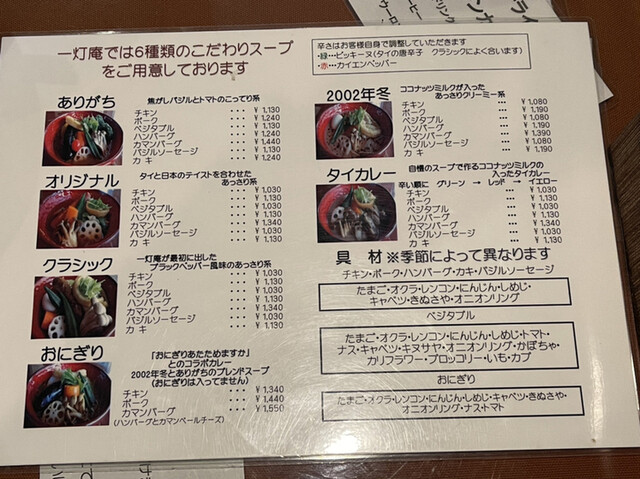 一灯庵では6種類のこだわりスープ
をご用意しております
辛さはお客様自身で調整していただきます
・緑・・・ピッキーヌ(タイの唐辛子 クラシックによく合います)
・赤・・・カイエンペッパー
ありがち
焦がしバジルとトマトのこってり系
チキン ・・・ ¥ 1,130
ポーク ・・・ ¥ 1,240
ベジタブル ・・・ ¥ 1,130
ハンバーグ ・・・ ¥ 1,240
カマンバーグ ・・・ ¥ 1,440
バジルソーセージ ・・・ ¥ 1,130
カ キ ・・・ ¥ 1,240
オリジナル
タイと日本のテイストを合わせた
あっさり系
チキン ・・・ ¥ 1,030
ポーク ・・・ ¥ 1,130
ベジタブル ・・・ ¥ 1,030
ハンバーグ ・・・ ¥ 1,130
カマンバーグ ・・・ ¥ 1,340
バジルソーセージ ・・・ ¥ 1,030
カ キ ・・・ ¥ 1,130
クラシック
一灯庵が最初に出した
ブラックペッパー風味のあっさり系
チキン ・・・ ¥ 1,030
ポーク ・・・ ¥ 1,130
ベジタブル ・・・ ¥ 1,030
ハンバーグ ・・・ ¥ 1,130
カマンバーグ ・・・ ¥ 1,340
バジルソーセージ ・・・ ¥ 1,030
カ キ ・・・ ¥ 1,130
おにぎり
「おにぎりあたためますか」
とのコラボカレー
2002年冬とありがちのブレンドスープ
(おにぎりは入ってません)
チキン ・・・ ¥ 1,340
ポーク ・・・ ¥ 1,440
カマンバーグ ・・・ ¥ 1,550
(ハンバーグとカマンベールチーズ)
2002年冬
ココナッツミルクが入った
あっさりクリーミー系
チキン ・・・ ¥ 1,080
ポーク ・・・ ¥ 1,190
ベジタブル ・・・ ¥ 1,080
ハンバーグ ・・・ ¥ 1,190
カマンバーグ ・・・ ¥ 1,390
バジルソーセージ ・・・ ¥ 1,080
カ キ ・・・ ¥ 1,190
タイカレー
自慢のスープで作るココナッツミルクの
入ったタイカレー
辛い順に グリーン → レッド → イエロー
チキン ・・・ ¥ 1,030
ポーク ・・・ ¥ 1,130
ベジタブル ・・・ ¥ 1,030
ハンバーグ ・・・ ¥ 1,130
カマンバーグ ・・・ ¥ 1,340
バジルソーセージ ・・・ ¥ 1,030
カ キ ・・・ ¥ 1,130
具 材 ※季節によって異なります
チキン・ポーク・ハンバーグ・カキ・バジルソーセージ
たまご・オクラ・レンコン・にんじん・しめじ・
キャベツ・きぬさや・オニオンリング
ベジタブル
たまご・オクラ・レンコン・にんじん・しめじ・トマト・
ナス・キャベツ・キヌサヤ・オニオンリング・かぼちゃ・
カリフラワー・ブロッコリー・いも・カブ
おにぎり
たまご・オクラ・レンコン・にんじん・しめじ・キャベツ・きぬさや・
オニオンリング・ナス・トマト